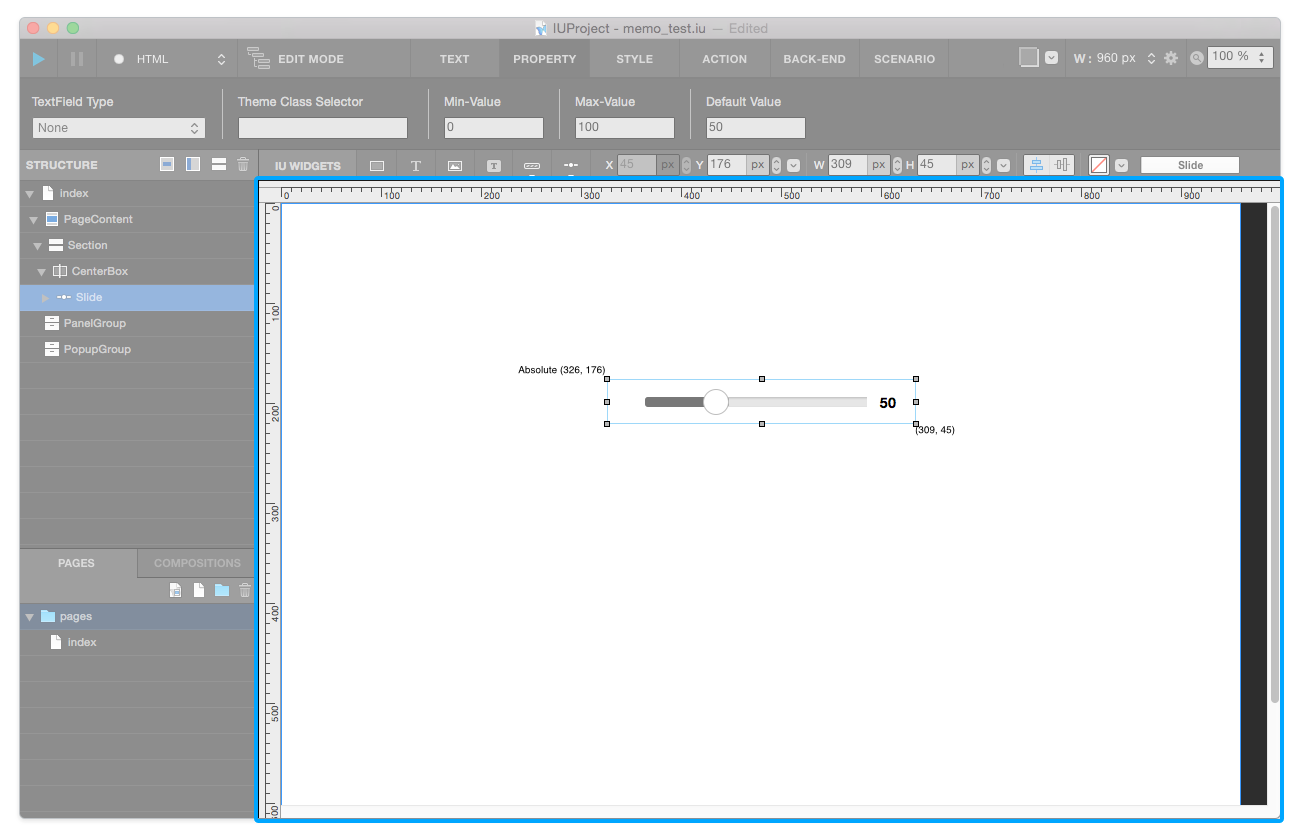 IUProject - memo_test.iu — Edited
HTML
EDIT MODE
TEXT
PROPERTY
STYLE
ACTION
BACK-END
SCENARIO
W: 960 px
100 %
TextField Type
Theme Class Selector
Min-Value
Max-Value
Default Value
None
0
100
50
STRUCTURE
IU WIDGETS
T
T
X 45 px
Y 176 px
W 309 px
H 45 px
Slide
index
PageContent
Section
CenterBox
Slide
PanelGroup
PopupGroup
0 100 200 300 400 500 600 700 800 900
0
100
200
300
400
500
600
Absolute (326, 176)
50
(309, 45)
PAGES
COMPOSITIONS
pages
index